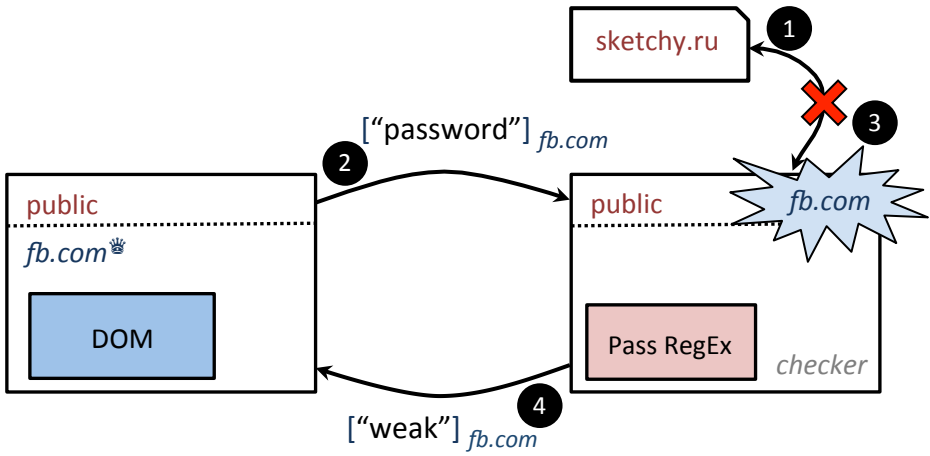 sketchy.ru
1
["password"] fb.com
3
2
public
public
fb.com
fb.com
DOM
Pass RegEx
checker
4
["weak"] fb.com